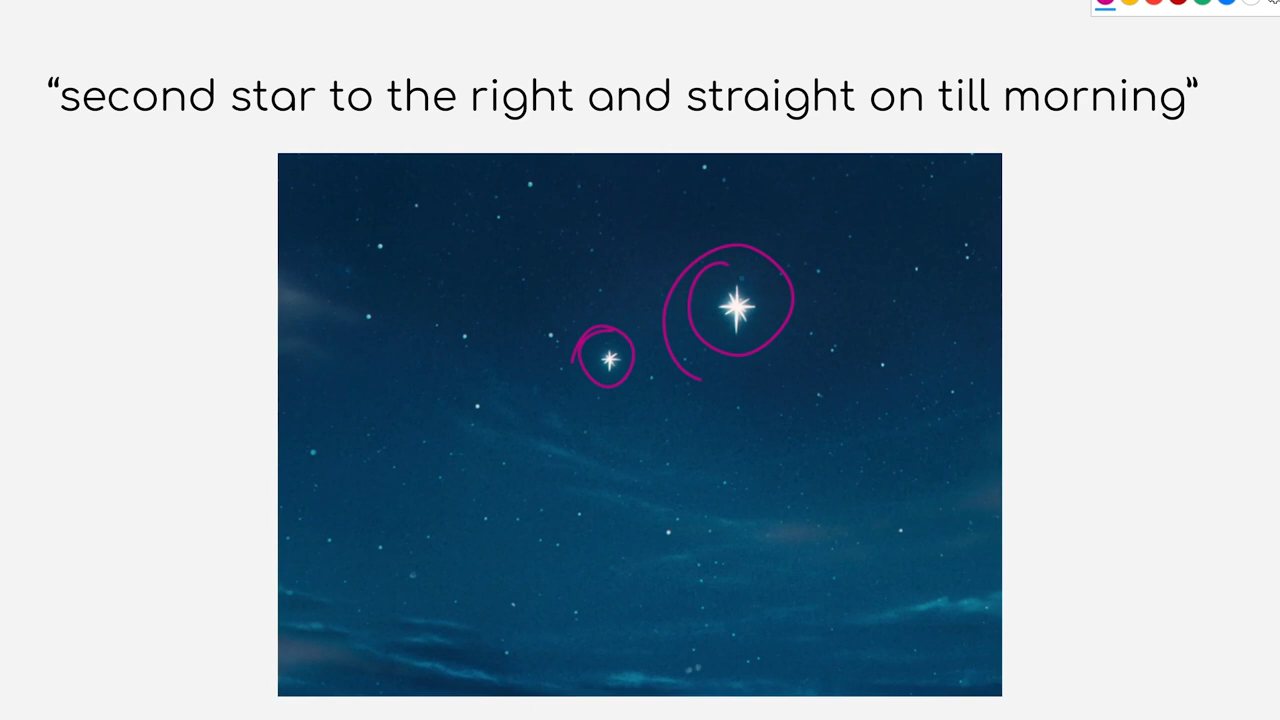 “second star to the right and straight on till morning”